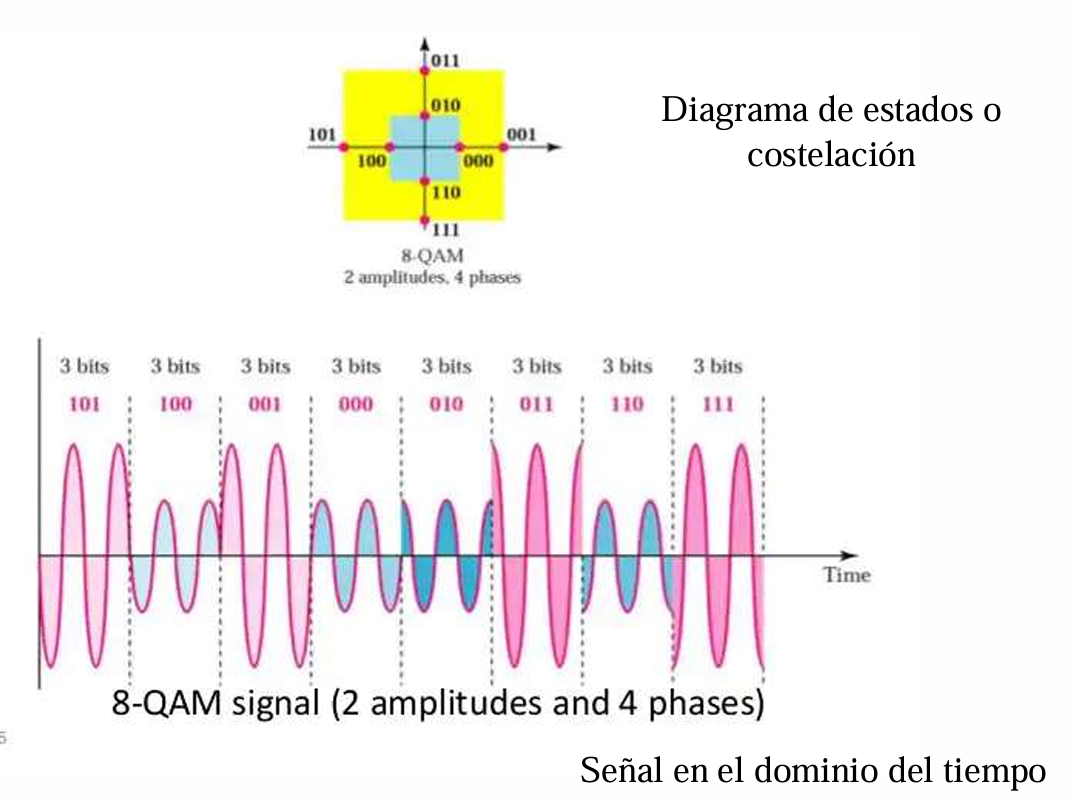 011
Diagrama de estados o
010
costelación
101
001
100
000
110
111
8-QAM
2 amplitudes, 4 phases
3 bits 3 bits 3 bits 3 bits 3 bits 3 bits 3 bits 3 bits
101 100 001 000 010 011 110 111
Time
8-QAM signal (2 amplitudes and 4 phases)
5
Señal en el dominio del tiempo